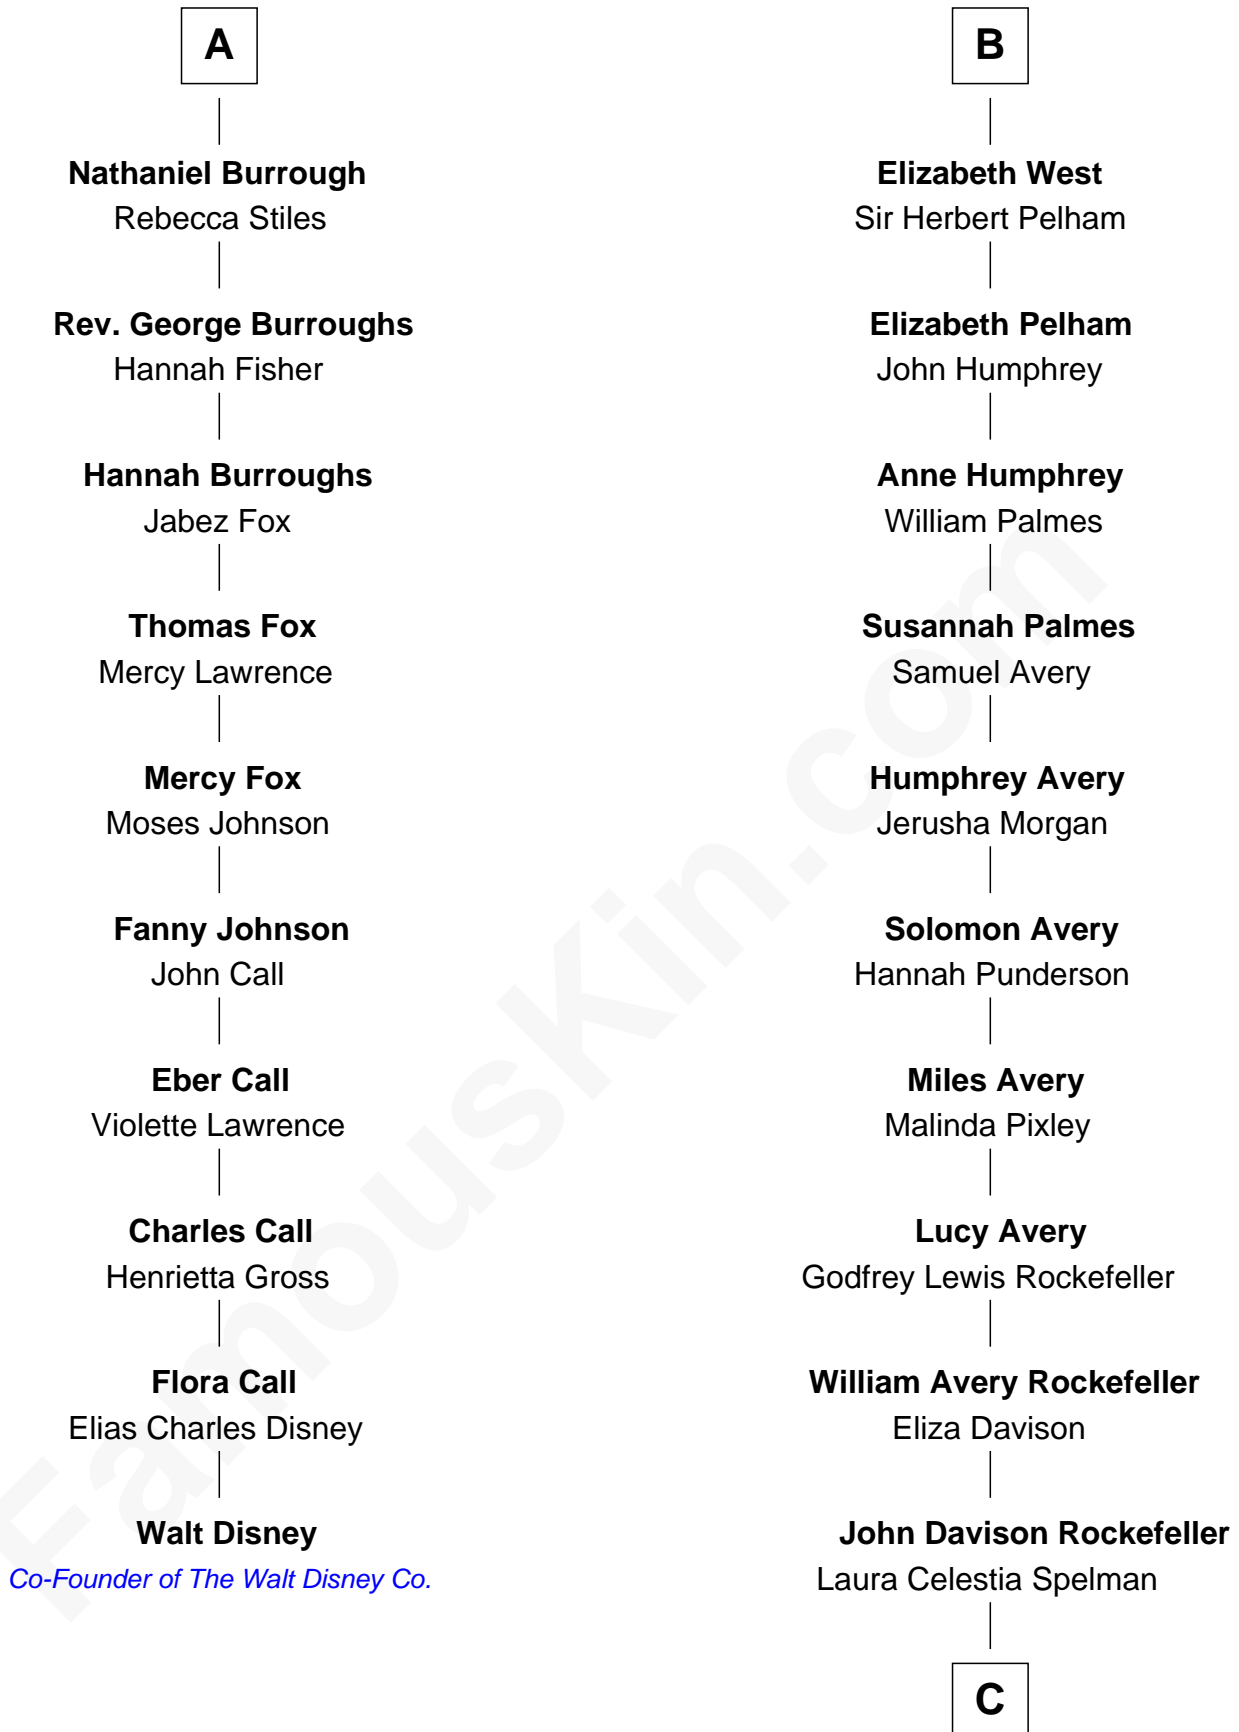 A
Nathaniel Burrough
Rebecca Stiles
Rev. George Burroughs
Hannah Fisher
Hannah Burroughs
Jabez Fox
Thomas Fox
Mercy Lawrence
Mercy Fox
Moses Johnson
Fanny Johnson
John Call
Eber Call
Violette Lawrence
Charles Call
Henrietta Gross
Flora Call
Elias Charles Disney
Walt Disney
Co-Founder of The Walt Disney Co.
B
Elizabeth West
Sir Herbert Pelham
Elizabeth Pelham
John Humphrey
Anne Humphrey
William Palmes
Susannah Palmes
Samuel Avery
Humphrey Avery
Jerusha Morgan
Solomon Avery
Hannah Punderson
Miles Avery
Malinda Pixley
Lucy Avery
Godfrey Lewis Rockefeller
William Avery Rockefeller
Eliza Davison
John Davison Rockefeller
Laura Celestia Spelman
C
FamousKin.com